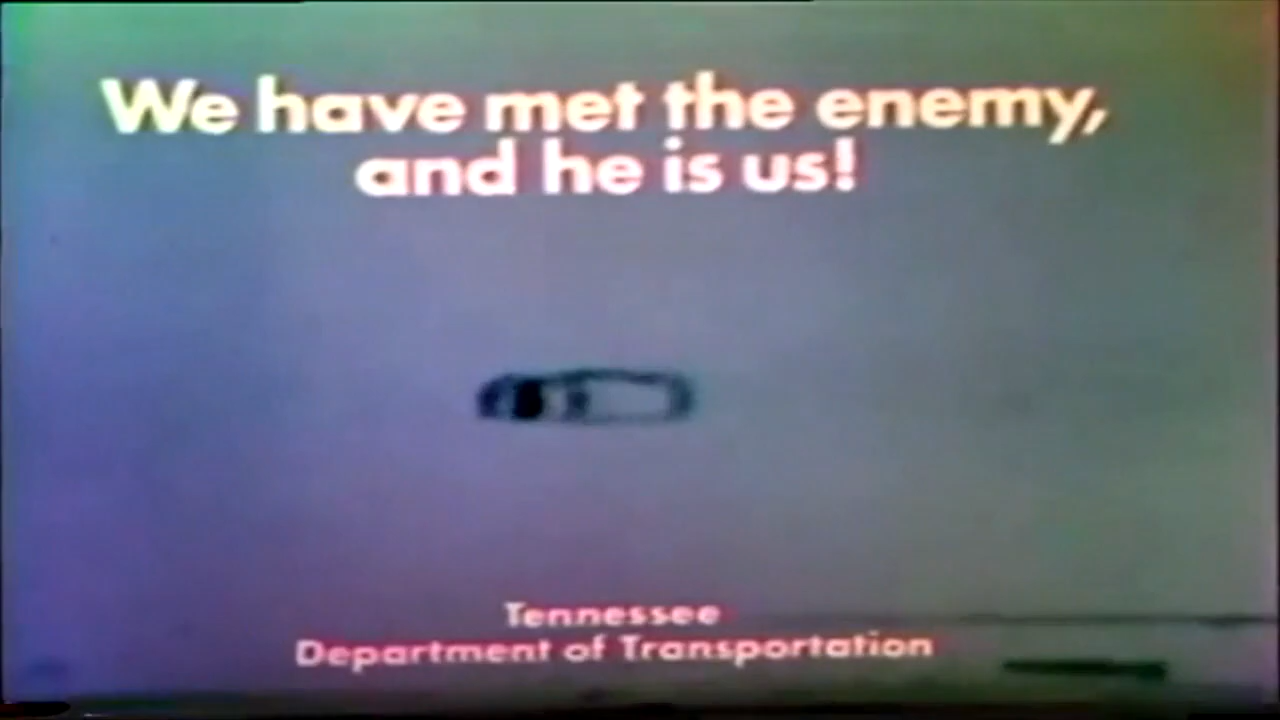 We have met the enemy,
and he is us!
Tennessee
Department of Transportation